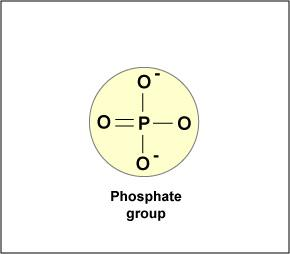 O-
O=P-O
O-
Phosphate
group